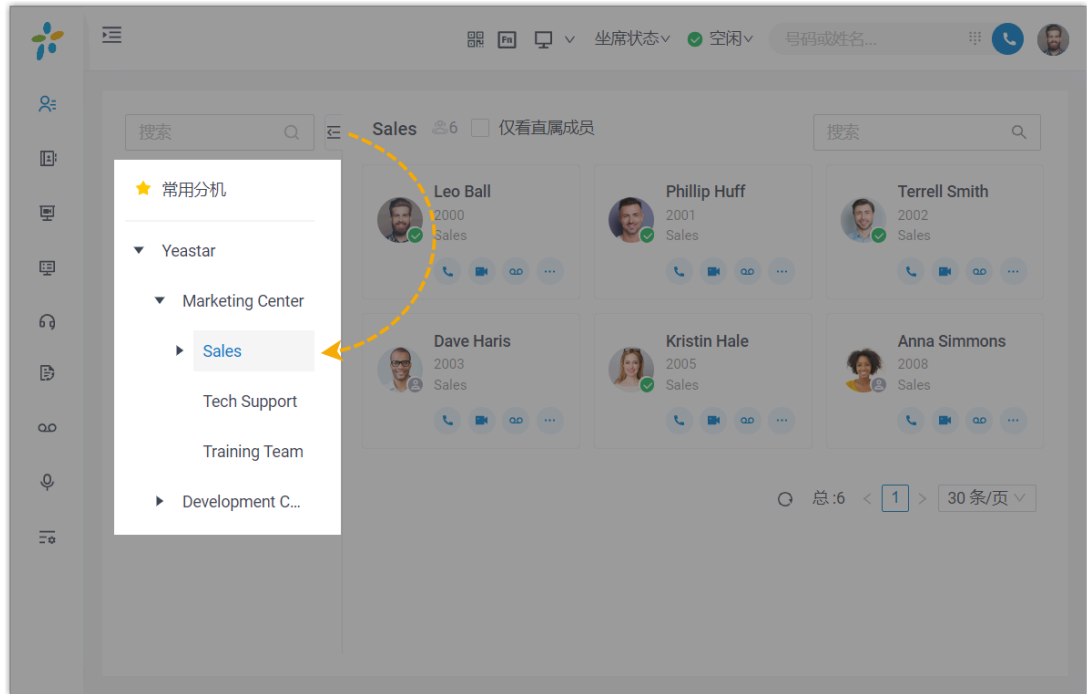 Fn
坐席状态
空闲
号码或姓名...
搜索
Sales
6
仅看直属成员
搜索
常用分机
Yeastar
Marketing Center
Sales
Tech Support
Training Team
Development C...
Leo Ball
2000
Sales
Phillip Huff
2001
Sales
Terrell Smith
2002
Sales
Dave Haris
2003
Sales
Kristin Hale
2005
Sales
Anna Simmons
2008
Sales
总:6 < 1 > 30 条/页